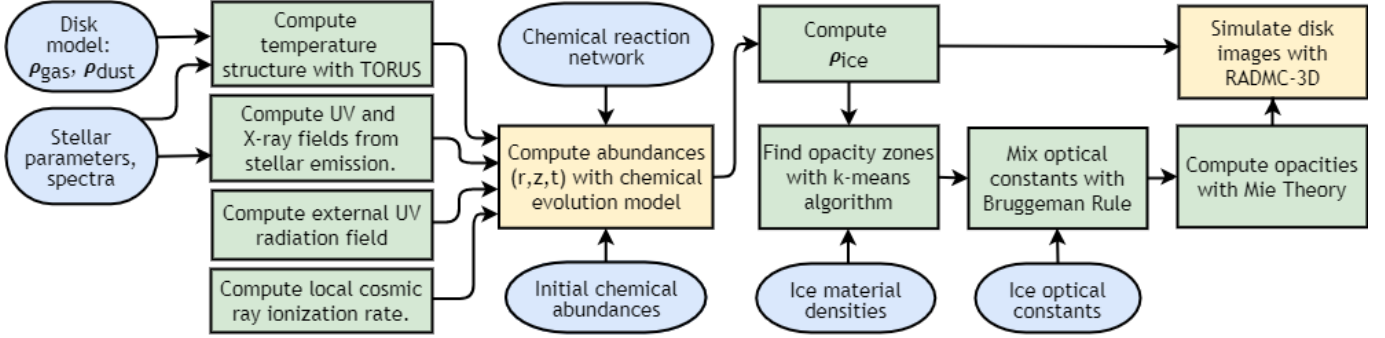 Disk
model:
ρgas, ρdust
Stellar
parameters,
spectra
Compute
temperature
structure with TORUS
Compute UV and
X-ray fields from
stellar emission.
Compute external UV
radiation field
Compute local cosmic
ray ionization rate.
Chemical reaction
network
Compute abundances
(r,z,t) with chemical
evolution model
Initial chemical
abundances
Compute
ρice
Find opacity zones
with k-means
algorithm
Ice material
densities
Mix optical
constants with
Bruggeman Rule
Ice optical
constants
Simulate disk
images with
RADMC-3D
Compute opacities
with Mie Theory